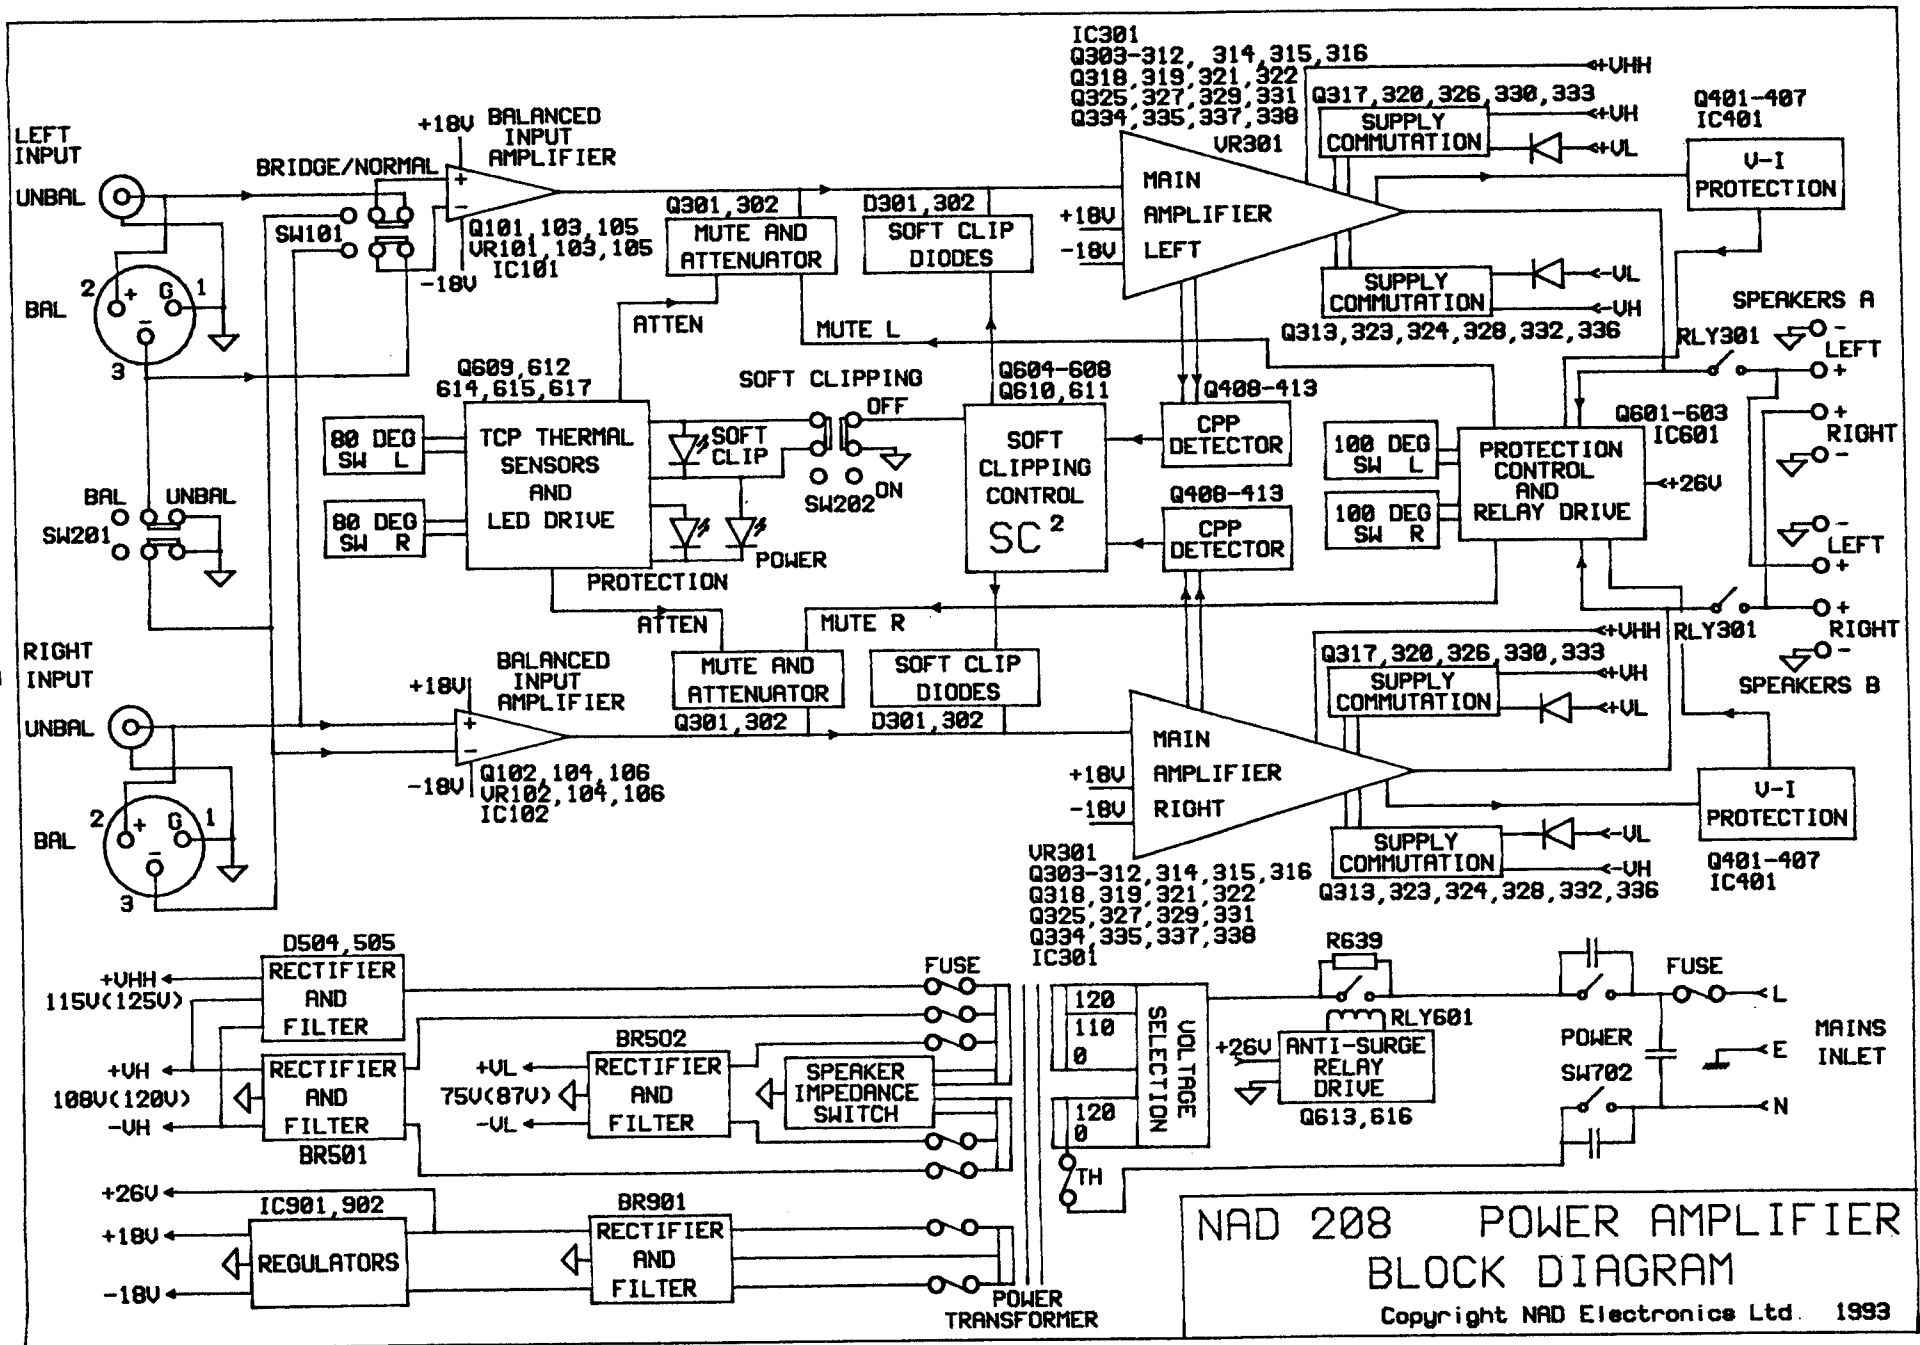 IC301
Q303-312, 314,315,316
Q318,319,321,322
Q325,327,329,331
Q334,335,337,338
VR301
+VHH
Q317,320,326,330,333
SUPPLY
COMMUTATION
+VH
+VL
Q401-407
IC401
V-I
PROTECTION
LEFT
INPUT
UNBAL
BAL
2
+
G
1
-
3
BRIDGE/NORMAL
SW101
+18V
BALANCED
INPUT
AMPLIFIER
+
-
Q101,103,105
VR101,103,105
IC101
-18V
Q301,302
MUTE AND
ATTENUATOR
D301,302
SOFT CLIP
DIODES
MAIN
AMPLIFIER
LEFT
+18V
-18V
SUPPLY
COMMUTATION
-VL
-VH
Q313,323,324,328,332,336
ATTEN
MUTE L
SPEAKERS A
RLY301
-
LEFT
+
+
RIGHT
-
-
LEFT
+
+
RIGHT
-
SPEAKERS B
RLY301
Q609,612
614,615,617
TCP THERMAL
SENSORS
AND
LED DRIVE
80 DEG
SW L
80 DEG
SW R
SOFT CLIPPING
OFF
SOFT
CLIP
SW202
ON
POWER
PROTECTION
Q604-608
Q610,611
SOFT
CLIPPING
CONTROL
SC 2
Q408-413
CPP
DETECTOR
Q408-413
CPP
DETECTOR
100 DEG
SW L
100 DEG
SW R
Q601-603
IC601
PROTECTION
CONTROL
AND
RELAY DRIVE
+26V
BAL
UNBAL
SW201
ATTEN
MUTE R
RIGHT
INPUT
UNBAL
BAL
2
+
G
1
-
3
+18V
BALANCED
INPUT
AMPLIFIER
+
-
-18V
Q102,104,106
VR102,104,106
IC102
MUTE AND
ATTENUATOR
Q301,302
SOFT CLIP
DIODES
D301,302
MAIN
AMPLIFIER
RIGHT
+18V
-18V
+VHH
Q317,320,326,330,333
SUPPLY
COMMUTATION
+VH
+VL
V-I
PROTECTION
Q401-407
IC401
SUPPLY
COMMUTATION
-VL
-VH
Q313,323,324,328,332,336
VR301
Q303-312,314,315,316
Q318,319,321,322
Q325,327,329,331
Q334,335,337,338
IC301
D504,505
RECTIFIER
AND
FILTER
+VHH
115V(125V)
+VH
108V(120V)
-VH
RECTIFIER
AND
FILTER
BR501
BR502
RECTIFIER
AND
FILTER
+VL
75V(87V)
-VL
SPEAKER
IMPEDANCE
SWITCH
FUSE
120
110
0
120
0
VOLTAGE
SELECTION
TH
R639
RLY601
+26V
ANTI-SURGE
RELAY
DRIVE
Q613,616
FUSE
L
POWER
SW702
E
N
MAINS
INLET
+26V
+18V
-18V
IC901,902
REGULATORS
BR901
RECTIFIER
AND
FILTER
POWER
TRANSFORMER
NAD 208 POWER AMPLIFIER
BLOCK DIAGRAM
Copyright NAD Electronics Ltd. 1993